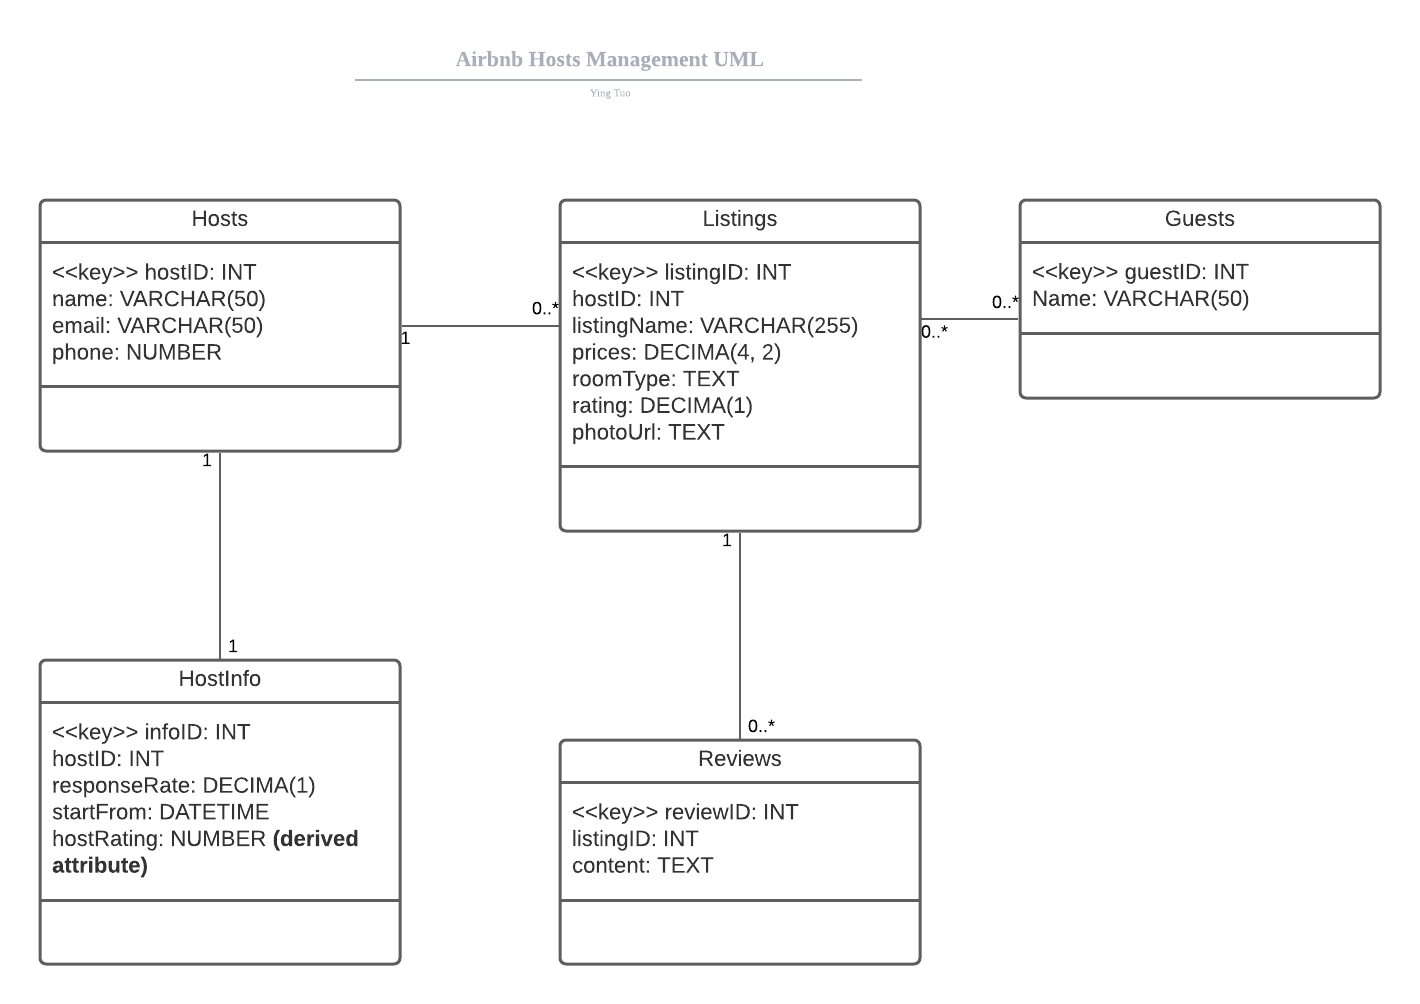 Airbnb Hosts Management UML
Ying Tuo
Hosts
<<key>> hostID: INT
name: VARCHAR(50)
email: VARCHAR(50)
phone: NUMBER
1
0..*
Listings
<<key>> listingID: INT
hostID: INT
listingName: VARCHAR(255)
prices: DECIMA(4, 2)
roomType: TEXT
rating: DECIMA(1)
photoUrl: TEXT
0..*
0..*
Guests
<<key>> guestID: INT
Name: VARCHAR(50)
1
1
HostInfo
<<key>> infoID: INT
hostID: INT
responseRate: DECIMA(1)
startFrom: DATETIME
hostRating: NUMBER (derived
attribute)
1
0..*
Reviews
<<key>> reviewID: INT
listingID: INT
content: TEXT